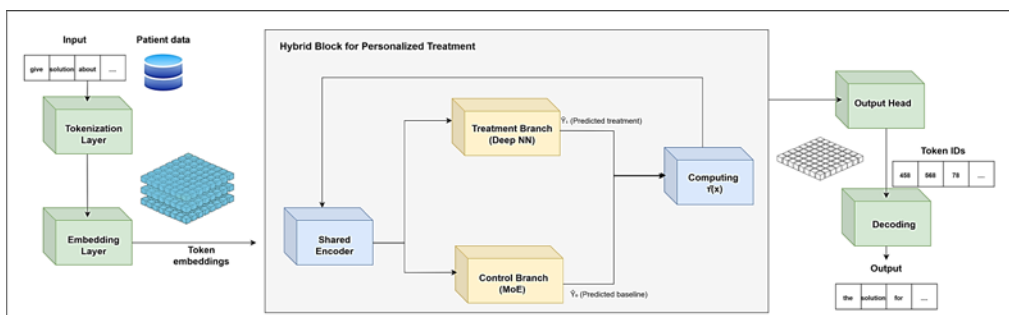 Input
Patient data
give solution about ....
Tokenization
Layer
Embedding
Layer
Token
embeddings
Hybrid Block for Personalized Treatment
Shared
Encoder
Treatment Branch
(Deep NN)
Ŷ₁ (Predicted treatment)
Control Branch
(MoE)
Ŷ₀ (Predicted baseline)
Computing
τ̂(x)
Output Head
Token IDs
458 568 78 ....
Decoding
Output
the solution for ....